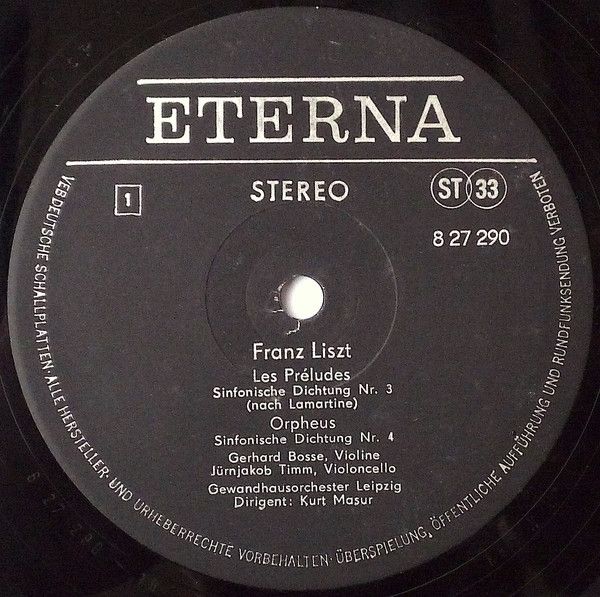 ETERNA
1
STEREO
ST 33
8 27 290
Franz Liszt
Les Préludes
Sinfonische Dichtung Nr. 3
(nach Lamartine)
Orpheus
Sinfonische Dichtung Nr. 4
Gerhard Bosse, Violine
Jürnjakob Timm, Violoncello
Gewandhausorchester Leipzig
Dirigent: Kurt Masur
VEB DEUTSCHE SCHALLPLATTEN · ALLE HERSTELLER- UND URHEBERRECHTE VORBEHALTEN · ÜBERSPIELUNG, ÖFFENTLICHE AUFFÜHRUNG UND RUNDFUNKSENDUNG VERBOTEN